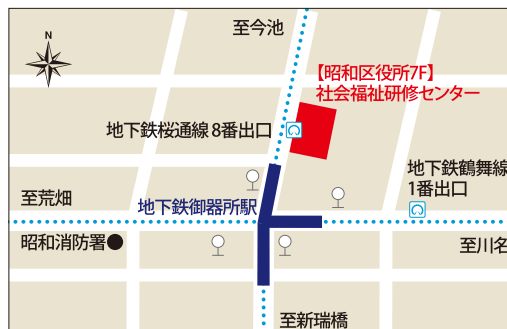 至今池
N
【昭和区役所7F】
社会福祉研修センター
地下鉄桜通線 8番出口
地下鉄鶴舞線
1番出口
至荒畑
地下鉄御器所駅
昭和消防署
至川名
至新瑞橋